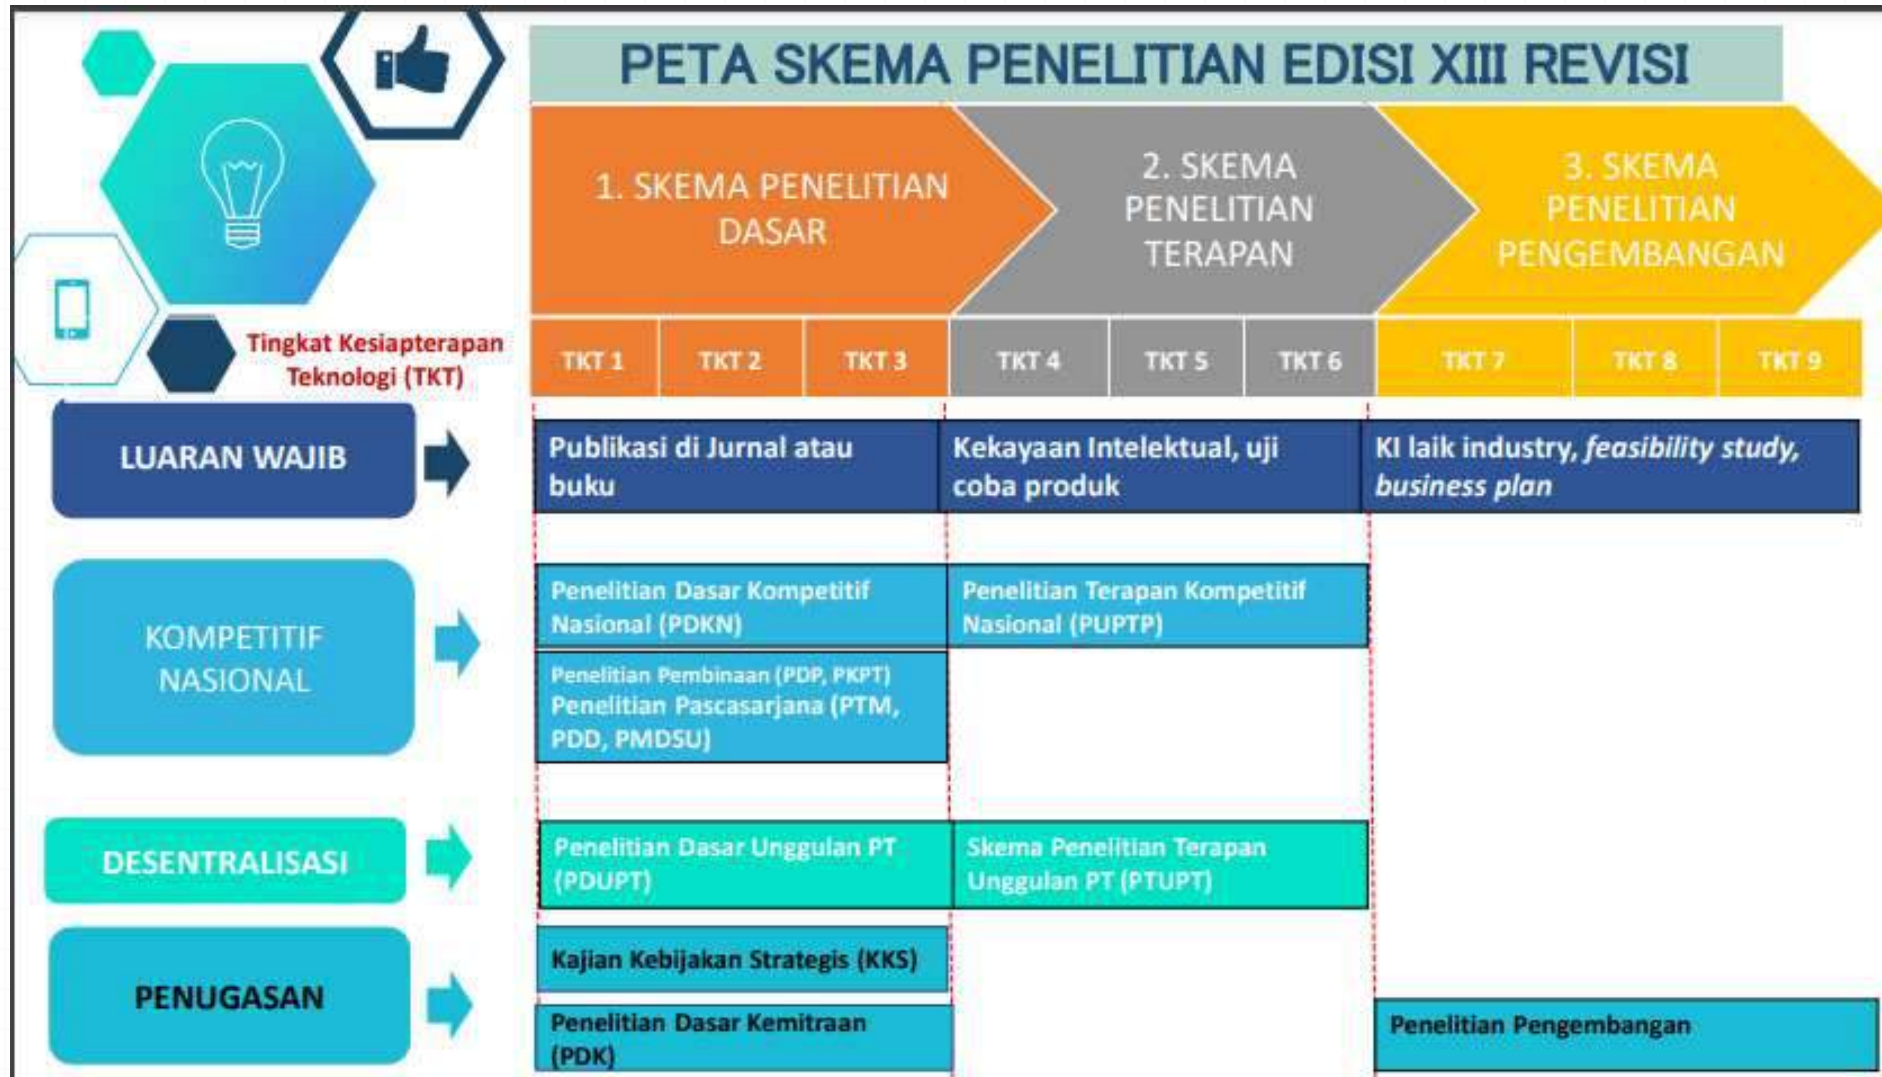 PETA SKEMA PENELITIAN EDISI XIII REVISI
1. SKEMA PENELITIAN
DASAR
2. SKEMA
PENELITIAN
TERAPAN
3. SKEMA
PENELITIAN
PENGEMBANGAN
Tingkat Kesiapterapan
Teknologi (TKT)
TKT 1 TKT 2 TKT 3 TKT 4 TKT 5 TKT 6 TKT 7 TKT 8 TKT 9
LUARAN WAJIB
Publikasi di Jurnal atau
buku
Kekayaan Intelektual, uji
coba produk
KI laik industry, feasibility study,
business plan
KOMPETITIF
NASIONAL
Penelitian Dasar Kompetitif
Nasional (PDKN)
Penelitian Terapan Kompetitif
Nasional (PUPTP)
Penelitian Pembinaan (PDP, PKPT)
Penelitian Pascasarjana (PTM,
PDD, PMDSU)
DESENTRALISASI
Penelitian Dasar Unggulan PT
(PDUPT)
Skema Penelitian Terapan
Unggulan PT (PTUPT)
PENUGASAN
Kajian Kebijakan Strategis (KKS)
Penelitian Dasar Kemitraan
(PDK)
Penelitian Pengembangan